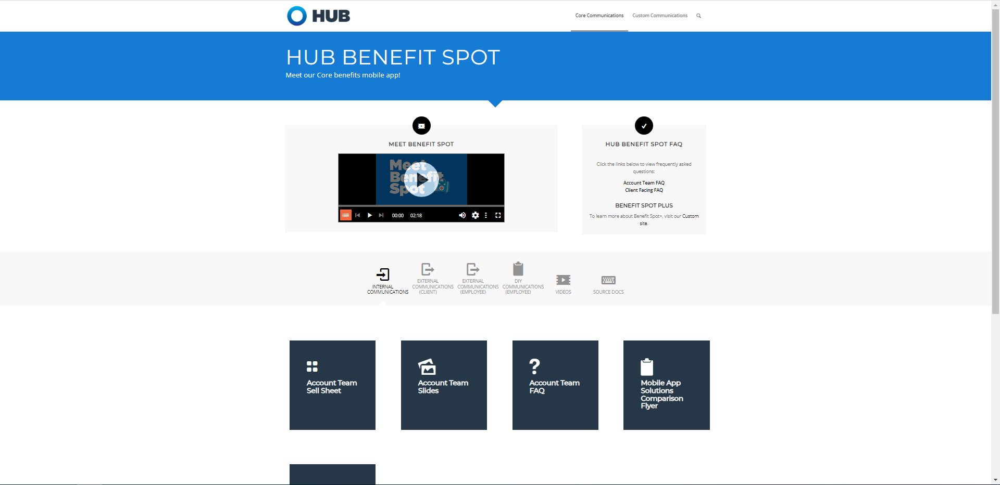 HUB
Core Communications
Custom Communications
HUB BENEFIT SPOT
Meet our Core benefits mobile app!
MEET BENEFIT SPOT
Meet
Benefit
Spot
00:00 02:18
HUB BENEFIT SPOT FAQ
Click the links below to view frequently asked
questions:
Account Team FAQ
Client Facing FAQ
BENEFIT SPOT PLUS
To learn more about Benefit Spot+, visit our Custom
site.
INTERNAL
COMMUNICATIONS
EXTERNAL
COMMUNICATIONS
(CLIENT)
EXTERNAL
COMMUNICATIONS
(EMPLOYEE)
DIY
COMMUNICATIONS
(EMPLOYEE)
VIDEOS
SOURCE DOCS
Account Team
Sell Sheet
Account Team
Slides
Account Team
FAQ
Mobile App
Solutions
Comparison
Flyer